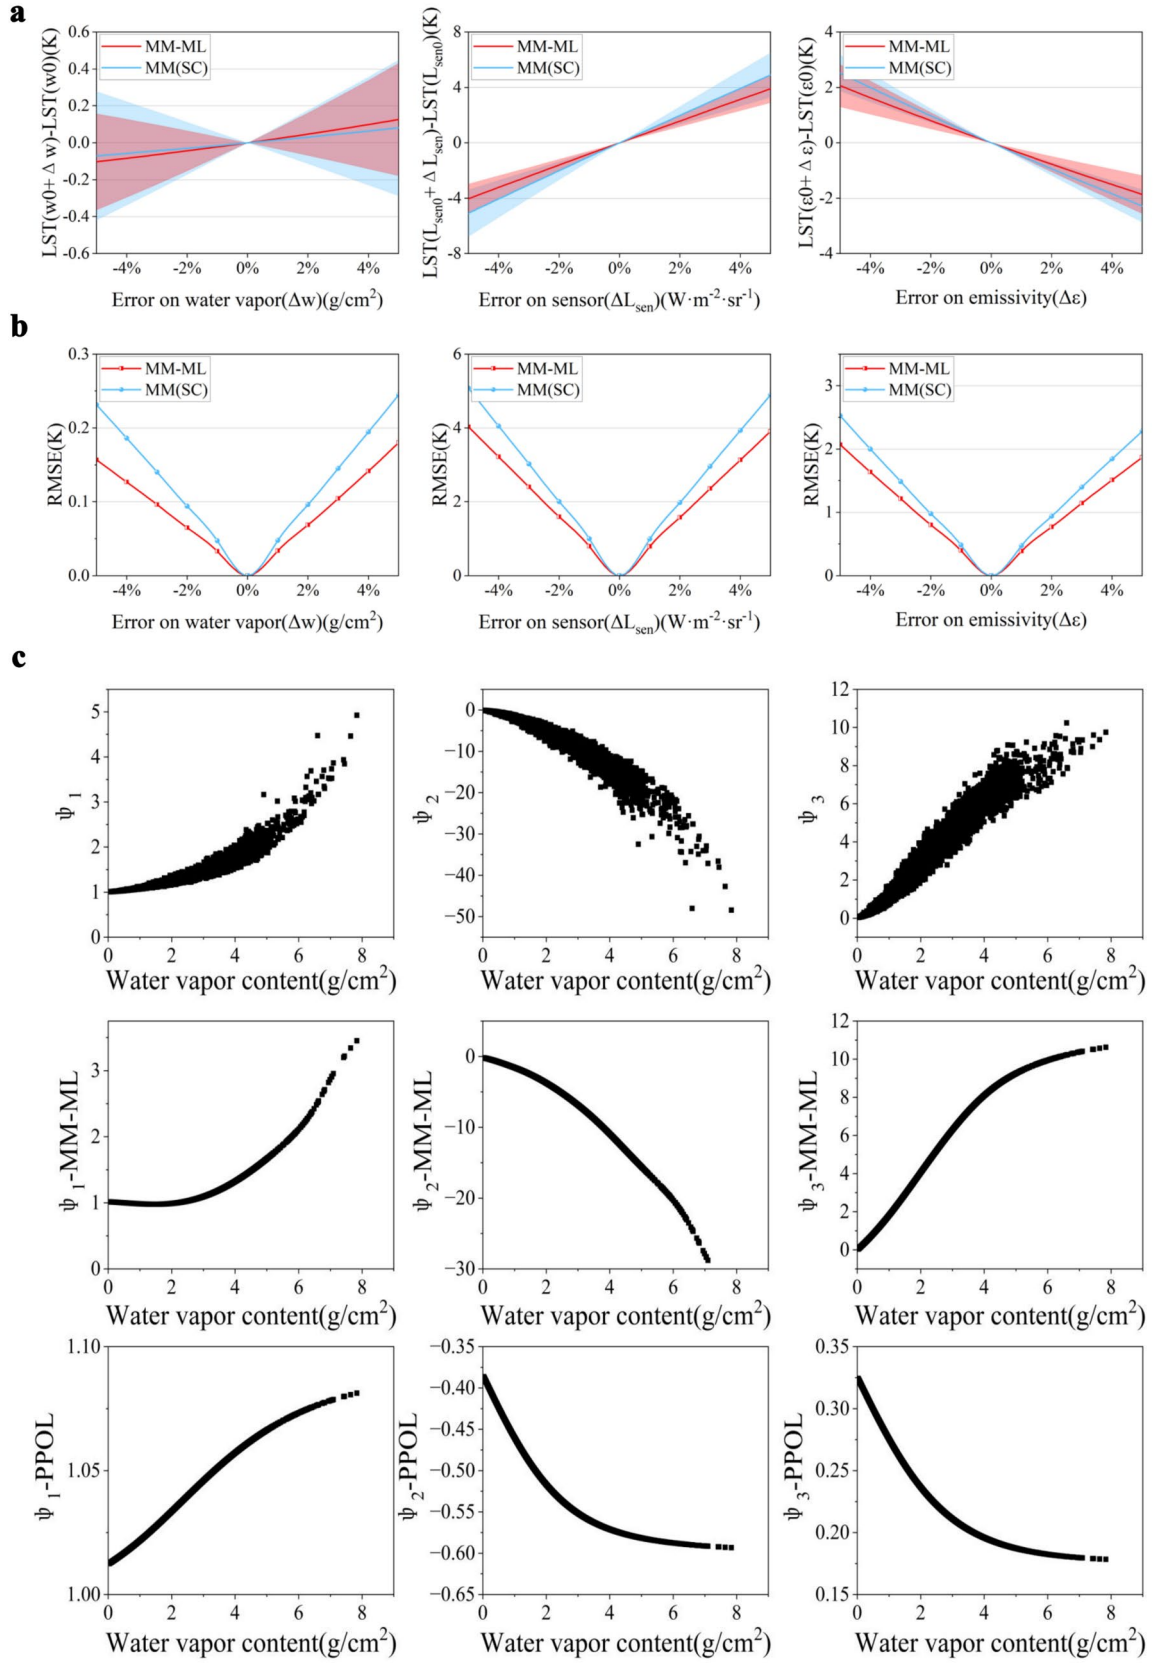 a
LST(w0+ Δ w)-LST(w0)(K)
0.6
0.4
0.2
0.0
-0.2
-0.4
-0.6
MM-ML
MM(SC)
-4% -2% 0% 2% 4%
Error on water vapor(Δw)(g/cm²)
LST(Lsen0+ Δ Lsen)-LST(Lsen0)(K)
8
4
0
-4
-8
MM-ML
MM(SC)
-4% -2% 0% 2% 4%
Error on sensor(ΔLsen)(W·m⁻²·sr⁻¹)
LST(ε0+ Δ ε)-LST(ε0)(K)
4
2
0
-2
-4
MM-ML
MM(SC)
-4% -2% 0% 2% 4%
Error on emissivity(Δε)
b
RMSE(K)
0.3
0.2
0.1
0.0
MM-ML
MM(SC)
-4% -2% 0% 2% 4%
Error on water vapor(Δw)(g/cm²)
RMSE(K)
6
4
2
0
MM-ML
MM(SC)
-4% -2% 0% 2% 4%
Error on sensor(ΔLsen)(W·m⁻²·sr⁻¹)
RMSE(K)
3
2
1
0
MM-ML
MM(SC)
-4% -2% 0% 2% 4%
Error on emissivity(Δε)
c
ψ 1
5
4
3
2
1
0
0 2 4 6 8
Water vapor content(g/cm²)
ψ 2
0
−10
−20
−30
−40
−50
0 2 4 6 8
Water vapor content(g/cm²)
ψ 3
12
10
8
6
4
2
0
0 2 4 6 8
Water vapor content(g/cm²)
ψ 1-MM-ML
3
2
1
0
0 2 4 6 8
Water vapor content(g/cm²)
ψ 2-MM-ML
0
−10
−20
−30
0 2 4 6 8
Water vapor content(g/cm²)
ψ 3-MM-ML
12
10
8
6
4
2
0
0 2 4 6 8
Water vapor content(g/cm²)
ψ 1-PPOL
1.10
1.05
1.00
0 2 4 6 8
Water vapor content(g/cm²)
ψ 2-PPOL
−0.35
−0.40
−0.45
−0.50
−0.55
−0.60
−0.65
0 2 4 6 8
Water vapor content(g/cm²)
ψ 3-PPOL
0.35
0.30
0.25
0.20
0.15
0 2 4 6 8
Water vapor content(g/cm²)